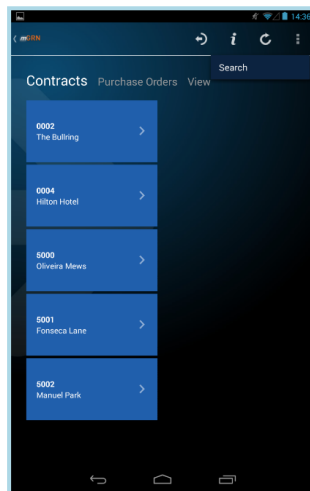 14:36
mGRN
Search
Contracts Purchase Orders View
0002
The Bullring
0004
Hilton Hotel
5000
Oliveira Mews
5001
Fonseca Lane
5002
Manuel Park